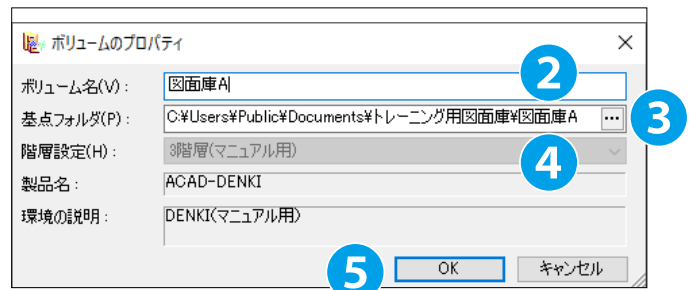 ボリュームのプロパティ
2
ボリューム名(V): 図面庫A
基点フォルダ(P): C:¥Users¥Public¥Documents¥トレーニング用図面庫¥図面庫A ... 3
階層設定(H): 3階層(マニュアル用) 4
製品名: ACAD-DENKI
環境の説明: DENKI(マニュアル用)
5 OK キャンセル